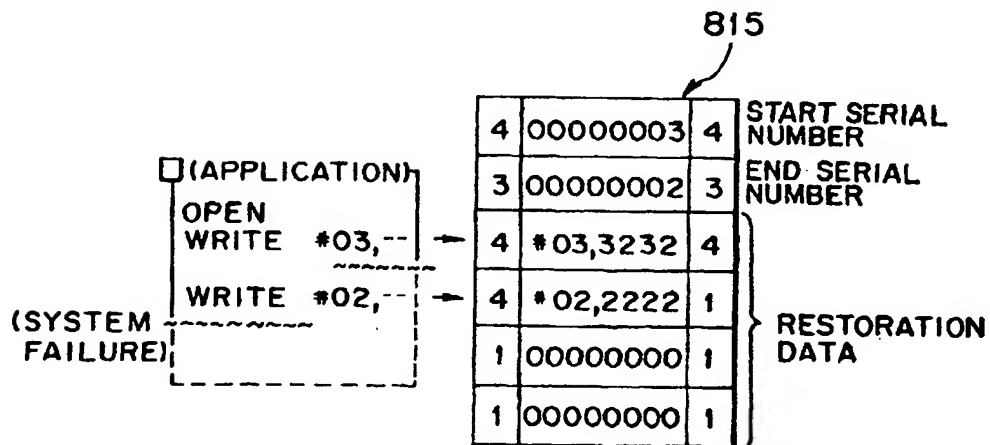 815
4 00000003 4 START SERIAL NUMBER
3 00000002 3 END SERIAL NUMBER
(APPLICATION)
OPEN
WRITE #03,-- 4 #03,3232 4
WRITE #02,-- 4 #02,2222 1
(SYSTEM FAILURE)
1 00000000 1
1 00000000 1
RESTORATION DATA